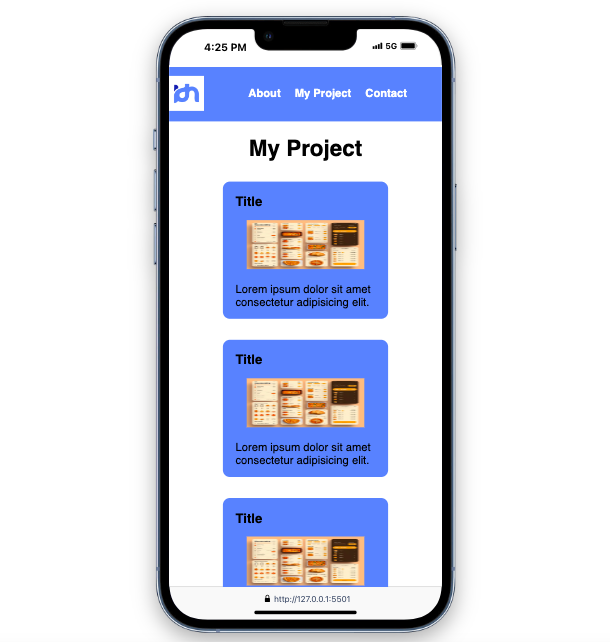 4:25 PM
5G
About My Project Contact
My Project
Title
Lorem ipsum dolor sit amet
consectetur adipisicing elit.
Title
Lorem ipsum dolor sit amet
consectetur adipisicing elit.
Title
http://127.0.0.1:5501